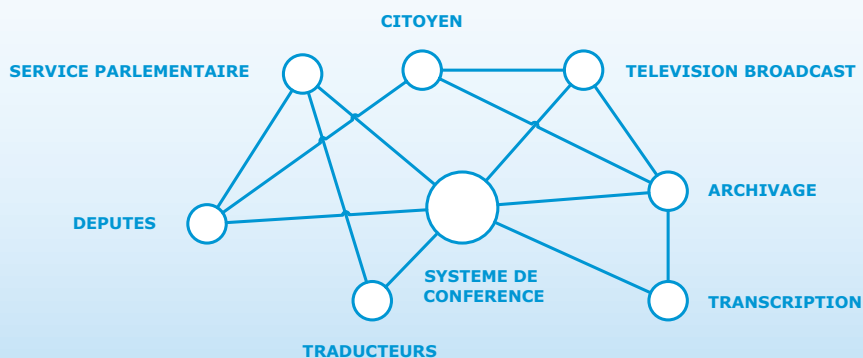 CITOYEN
SERVICE PARLEMENTAIRE
TELEVISION BROADCAST
ARCHIVAGE
DEPUTES
SYSTEME DE
CONFERENCE
TRANSCRIPTION
TRADUCTEURS